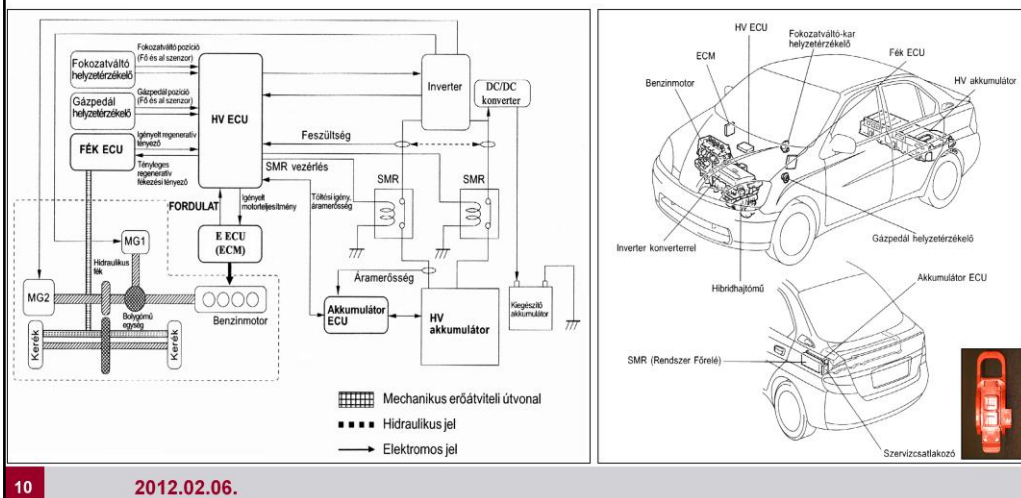 Fokozatváltó
helyzetérzékelő
Fokozatváltó pozíció
(Fő és al szenzor)
Gázpedál
helyzetérzékelő
Gázpedál pozíció
(Fő és al szenzor)
FÉK ECU
Igényelt regeneratív
tényező
Tényleges
regeneratív
fékezési tényező
HV ECU
Inverter
DC/DC
konverter
Feszültség
SMR vezérlés
SMR
SMR
FORDULAT
Igényelt
motorteljesítmény
Töltési igény,
áramerősség
E ECU
(ECM)
MG1
Hidraulikus
fék
MG2
Bolygómű
egység
Benzinmotor
Kerék
Kerék
Áramerősség
Akkumulátor
ECU
HV
akkumulátor
Kiegészítő
akkumulátor
Mechanikus erőátviteli útvonal
Hidraulikus jel
Elektromos jel
HV ECU
Fokozatváltó-kar
helyzetérzékelő
ECM
Fék ECU
Benzinmotor
HV akkumulátor
Inverter konverterrel
Gázpedál helyzetérzékelő
Hibridhajtómű
Akkumulátor ECU
SMR (Rendszer Főrelé)
Szervizcsatlakozó
10
2012.02.06.